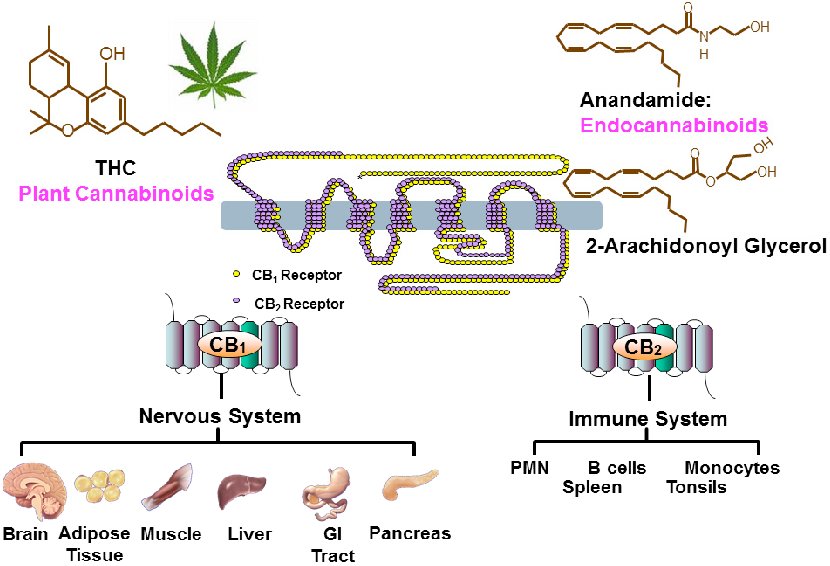 OH
O
THC
Plant Cannabinoids
O
N
H
OH
Anandamide:
Endocannabinoids
O
O
OH
OH
2-Arachidonoyl Glycerol
CB₁ Receptor
CB₂ Receptor
CB₁
Nervous System
Brain
Adipose
Tissue
Muscle
Liver
GI
Tract
Pancreas
CB₂
Immune System
PMN B cells Monocytes
Spleen Tonsils